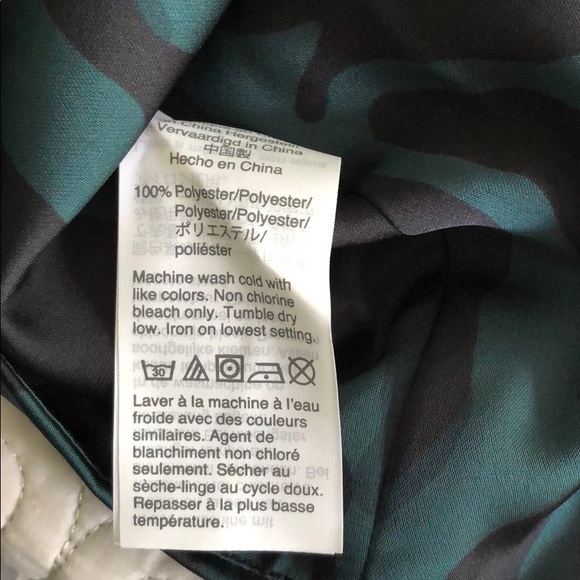 in China Hergestellt
Vervaardigd in China
中国製
Hecho en China
100% Polyester/Polyester/
Polyester/Polyester/
ポリエステル/
poliéster
Machine wash cold with
like colors. Non chlorine
bleach only. Tumble dry
low. Iron on lowest setting.
30
Laver à la machine à l'eau
froide avec des couleurs
similaires. Agent de
blanchiment non chloré
seulement. Sécher au
sèche-linge au cycle doux.
Repasser à la plus basse
température.